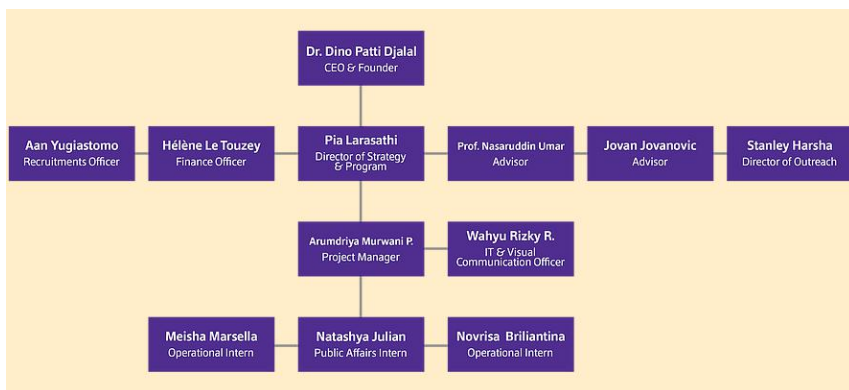 Dr. Dino Patti Djalal
CEO & Founder
Aan Yugiastomo
Recruitments Officer
Hélène Le Touzey
Finance Officer
Pia Larasathi
Director of Strategy
& Program
Prof. Nasaruddin Umar
Advisor
Jovan Jovanovic
Advisor
Stanley Harsha
Director of Outreach
Arumdriya Murwani P.
Project Manager
Wahyu Rizky R.
IT & Visual
Communication Officer
Meisha Marsella
Operational Intern
Natashya Julian
Public Affairs Intern
Novrisa Briliantina
Operational Intern